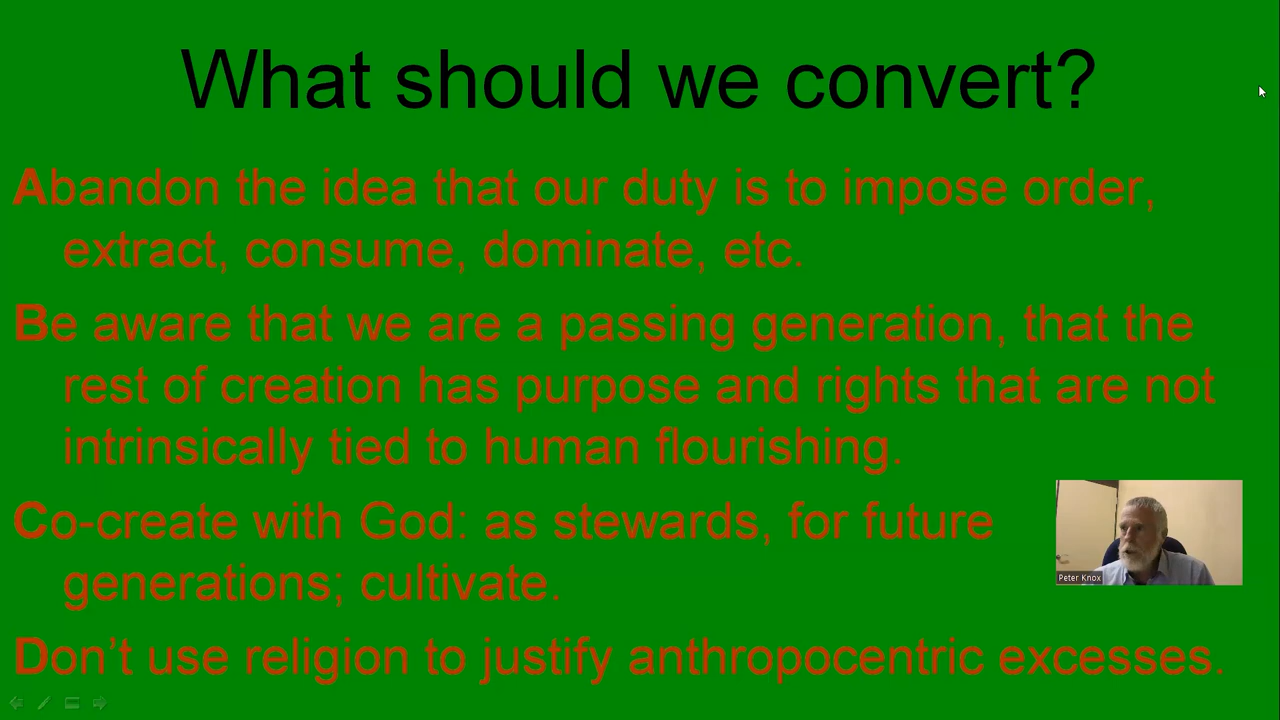 What should we convert?
Abandon the idea that our duty is to impose order,
extract, consume, dominate, etc.
Be aware that we are a passing generation, that the
rest of creation has purpose and rights that are not
intrinsically tied to human flourishing.
Co-create with God: as stewards, for future
generations; cultivate.
Peter Knox
Don’t use religion to justify anthropocentric excesses.